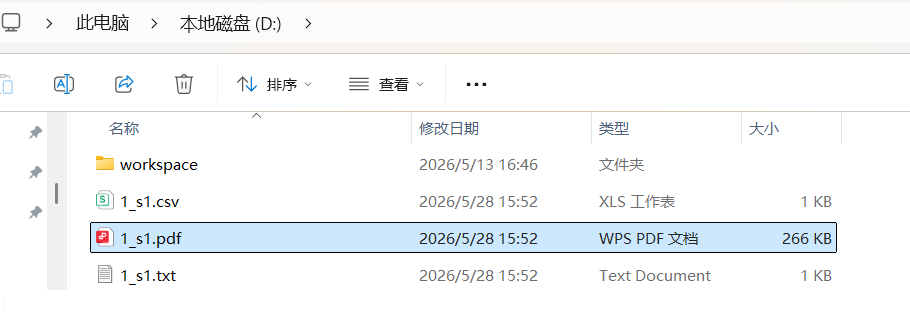 此电脑 > 本地磁盘 (D:) >
排序 查看 •••
名称 修改日期 类型 大小
workspace 2026/5/13 16:46 文件夹
1_s1.csv 2026/5/28 15:52 XLS 工作表 1 KB
1_s1.pdf 2026/5/28 15:52 WPS PDF 文档 266 KB
1_s1.txt 2026/5/28 15:52 Text Document 1 KB